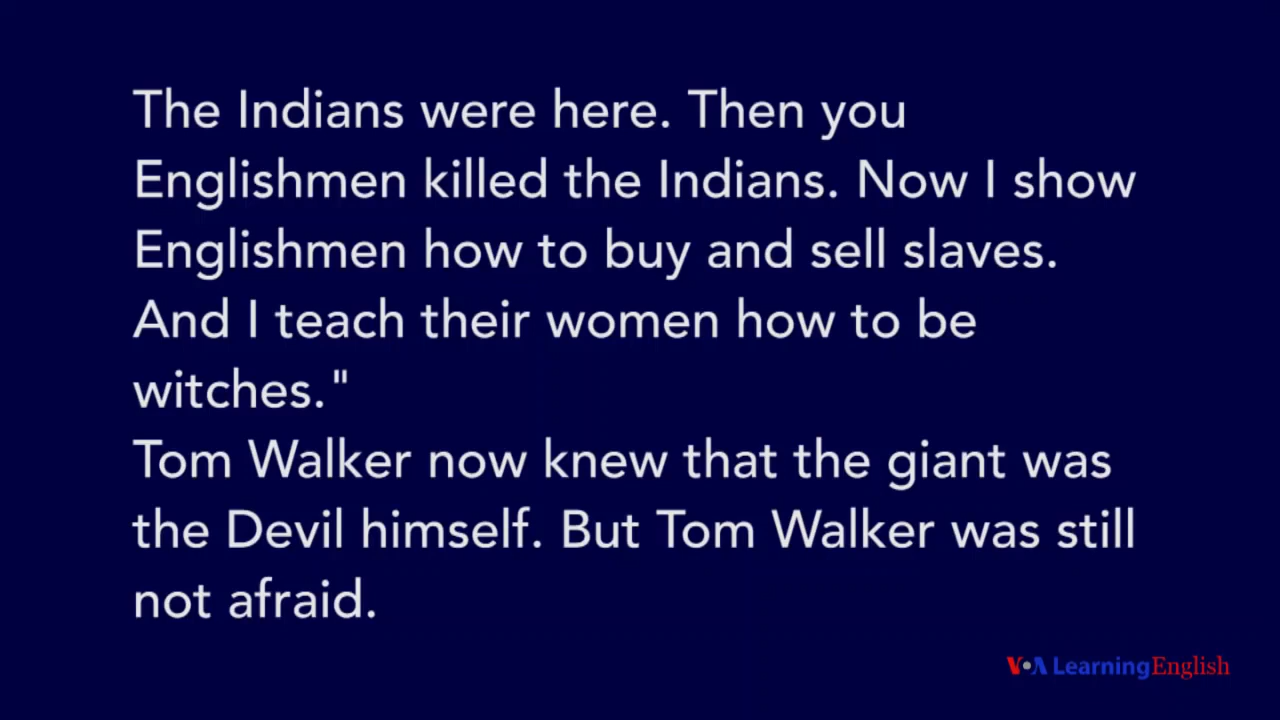 The Indians were here. Then you
Englishmen killed the Indians. Now I show
Englishmen how to buy and sell slaves.
And I teach their women how to be
witches."
Tom Walker now knew that the giant was
the Devil himself. But Tom Walker was still
not afraid.
VOA Learning English